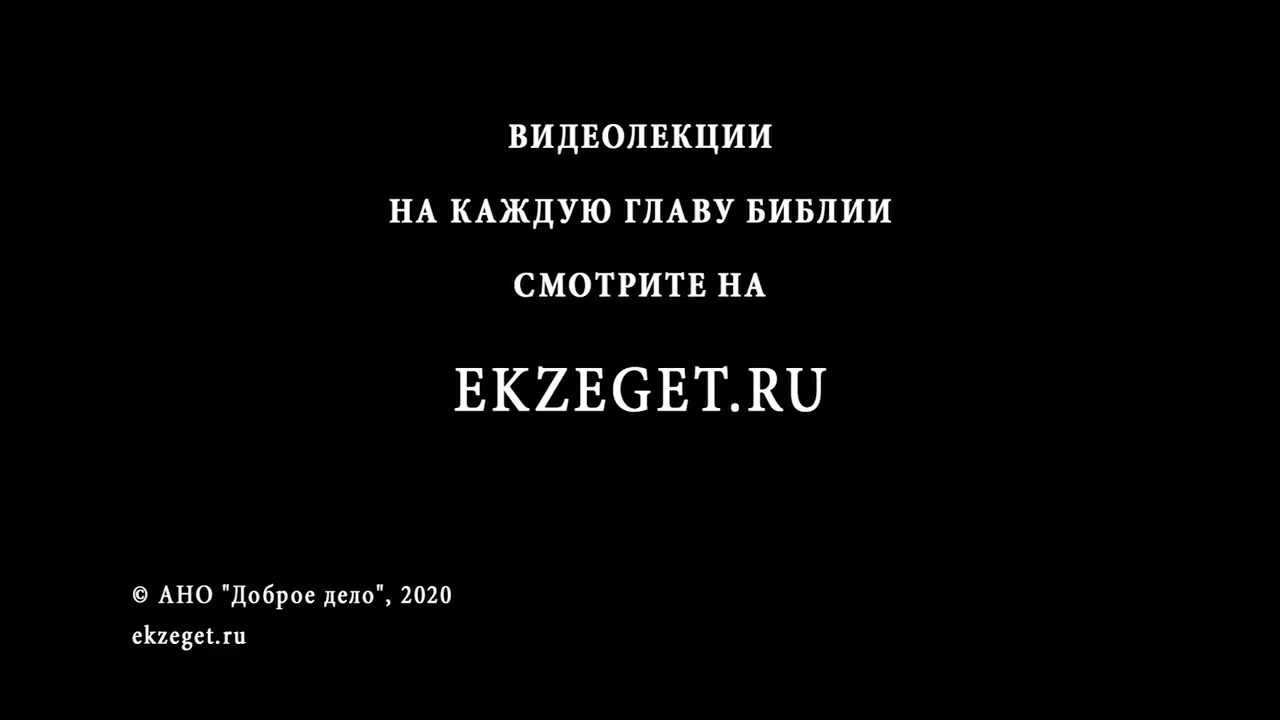 ВИДЕОЛЕКЦИИ
НА КАЖДУЮ ГЛАВУ БИБЛИИ
СМОТРИТЕ НА
EKZEGET.RU
© АНО "Доброе дело", 2020
ekzeget.ru